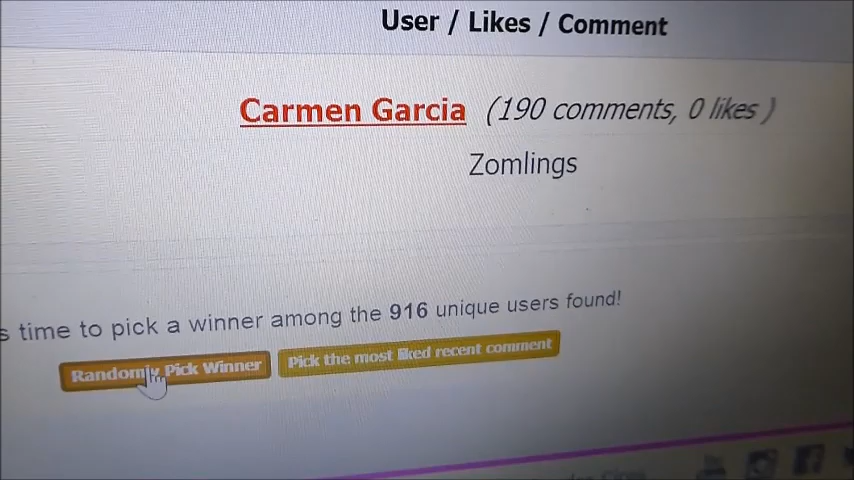 User / Likes / Comment
Carmen Garcia (190 comments, 0 likes )
Zomlings
s time to pick a winner among the 916 unique users found!
Randomly Pick Winner Pick the most liked recent comment